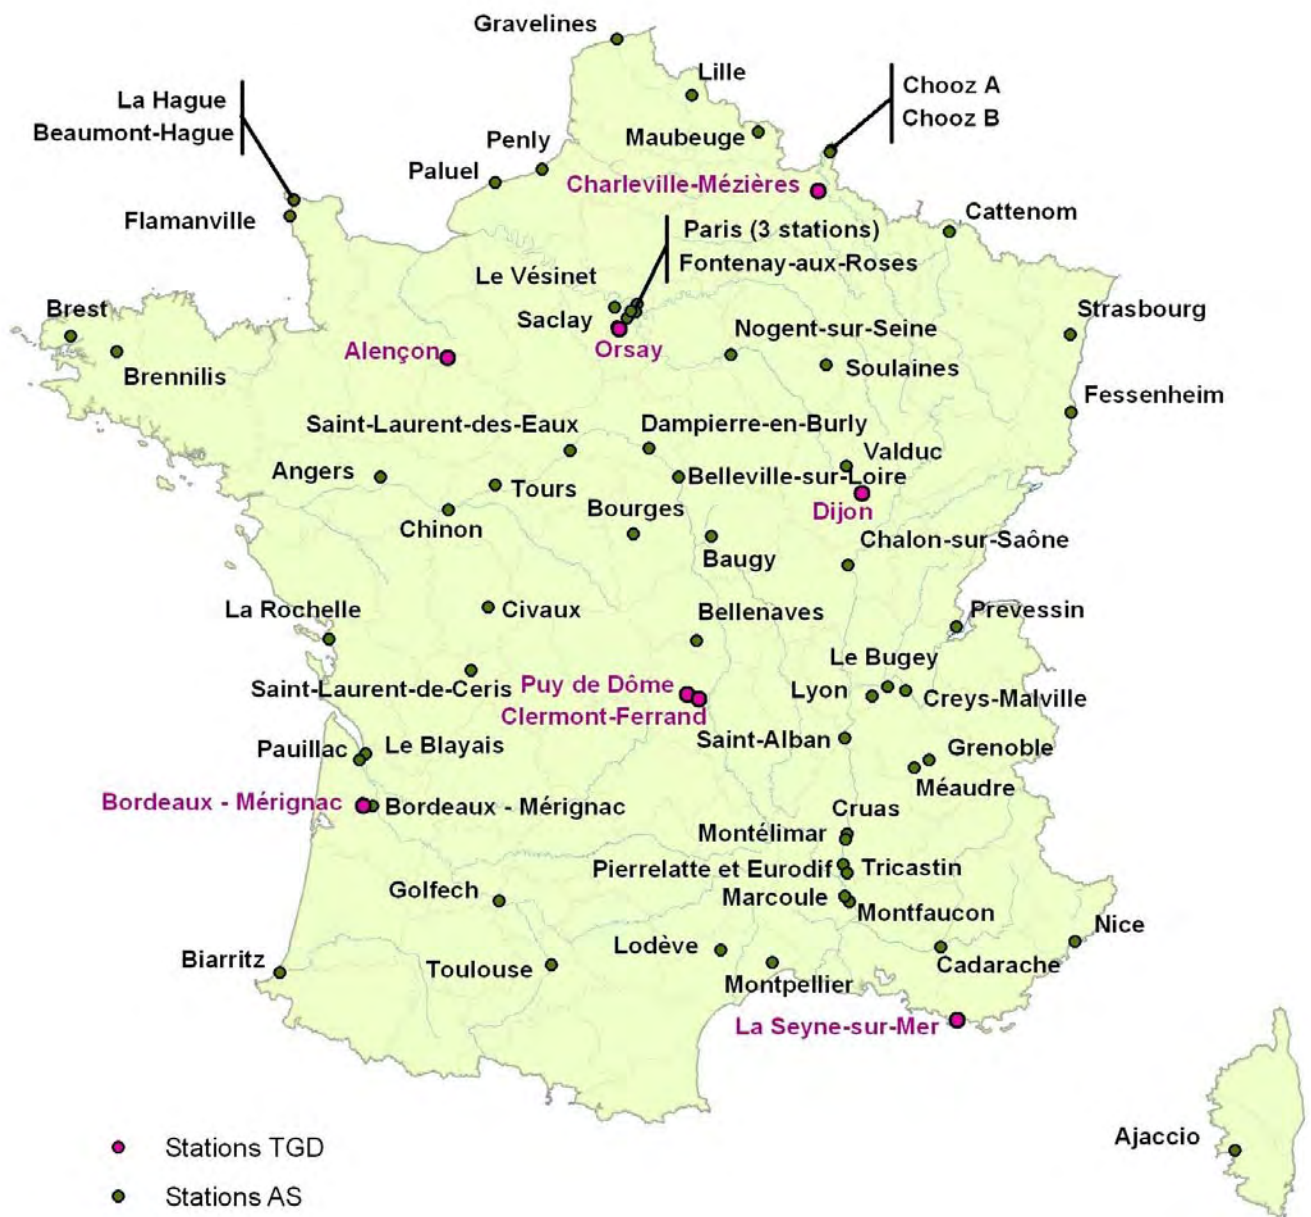 Gravelines
Lille
La Hague
Beaumont-Hague
Chooz A
Chooz B
Penly
Maubeuge
Paluel
Charleville-Mézières
Flamanville
Cattenom
Paris (3 stations)
Fontenay-aux-Roses
Le Vésinet
Brest
Saclay
Strasbourg
Nogent-sur-Seine
Alençon
Orsay
Brennilis
Soulaines
Fessenheim
Saint-Laurent-des-Eaux
Dampierre-en-Burly
Valduc
Angers
Belleville-sur-Loire
Tours
Bourges
Dijon
Chinon
Chalon-sur-Saône
Baugy
La Rochelle
Civaux
Bellenaves
Prevessin
Le Bugey
Saint-Laurent-de-Ceris
Puy de Dôme
Lyon
Creys-Malville
Clermont-Ferrand
Saint-Alban
Pauillac
Le Blayais
Grenoble
Méaudre
Bordeaux - Mérignac
Bordeaux - Mérignac
Cruas
Montélimar
Pierrelatte et Eurodif
Tricastin
Golfech
Marcoule
Montfaucon
Nice
Lodève
Biarritz
Toulouse
Cadarache
Montpellier
La Seyne-sur-Mer
Ajaccio
Stations TGD
Stations AS